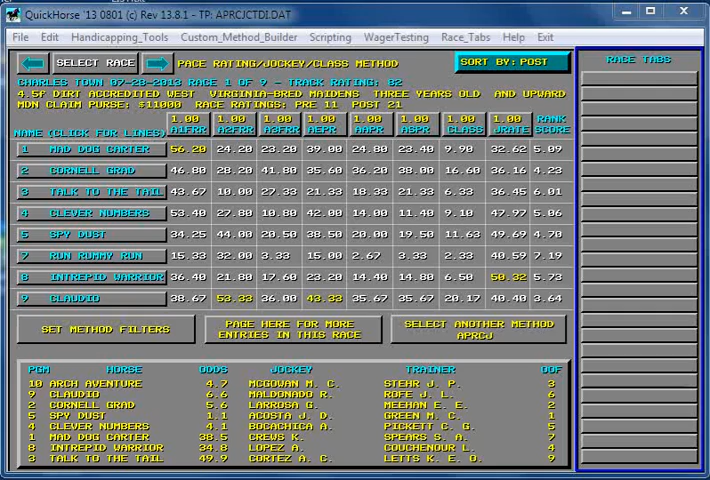 QuickHorse '13 0801 (c) Rev 13.8.1 - TP: APRCJCTDI.DAT
File Edit Handicapping_Tools Custom_Method_Builder Scripting WagerTesting Race_Tabs Help Exit
SELECT RACE PACE RATING/JOCKEY/CLASS METHOD SORT BY: POST RACE TABS
CHARLES TOWN 07-28-2013 RACE 1 OF 9 - TRACK RATING: 82
4.5F DIRT ACCREDITED WEST VIRGINIA-BRED MAIDENS THREE YEARS OLD AND UPWARD
MDN CLAIM PURSE: $11000 RACE RATINGS: PRE 11 POST 21
1.00 1.00 1.00 1.00 1.00 1.00 1.00 1.00 RANK
NAME (CLICK FOR LINES) A1FRR A2FRR A3FRR AEPR AAPR ASPR CLASS JRATE SCORE
1 MAD DOG CARTER 56.20 24.20 23.20 39.00 24.80 23.40 9.90 32.62 5.09
2 CORNELL GRAD 46.80 28.20 41.80 35.60 36.20 38.00 16.60 36.16 4.23
3 TALK TO THE TAIL 43.67 10.00 27.33 21.33 18.33 21.33 6.33 36.45 6.01
4 CLEVER NUMBERS 53.40 27.80 10.80 42.00 14.00 11.40 9.10 47.97 5.06
5 SPY DUST 34.25 44.00 20.50 38.50 20.00 19.50 11.63 49.69 4.70
7 RUN RUMMY RUN 15.33 32.00 3.33 15.00 2.67 3.33 2.33 40.59 7.19
8 INTREPID WARRIOR 36.40 21.80 17.60 23.20 14.40 14.80 6.50 50.32 5.73
9 CLAUDIO 38.67 53.33 36.00 43.33 35.67 35.67 20.17 40.40 3.64
SET METHOD FILTERS
PAGE HERE FOR MORE
ENTRIES IN THIS RACE
SELECT ANOTHER METHOD
APRCJ
PGM HORSE ODDS JOCKEY TRAINER OOF
10 ARCH AVENTURE 4.7 MCGOWAN M. C. STEHR J. P. 3
9 CLAUDIO 6.6 MALDONADO R. ROFE J. L. 6
2 CORNELL GRAD 5.6 LARROSA G. MEEHAN E. E. 2
5 SPY DUST 1.1 ACOSTA J. D. GREEN M. C. 1
4 CLEVER NUMBERS 4.1 BOCACHICA A. PICKETT C. G. 5
1 MAD DOG CARTER 38.5 CREWS K. SPEARS S. A. 7
8 INTREPID WARRIOR 34.8 LOPEZ A. COUCHENOUR L. 4
3 TALK TO THE TAIL 49.9 CORTEZ A. C. LETTS K. E. O. 9